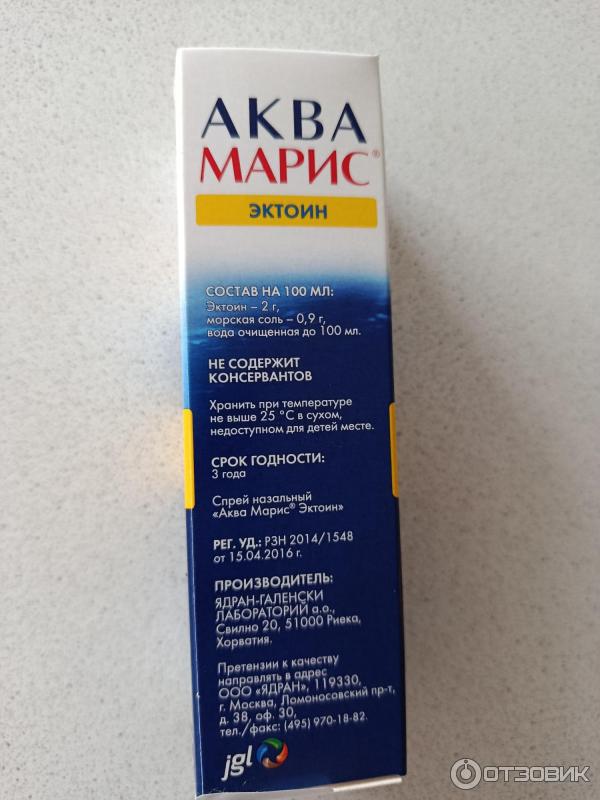 АКВА
МАРИС®
ЭКТОИН
СОСТАВ НА 100 МЛ:
Эктоин – 2 г,
морская соль – 0,9 г,
вода очищенная до 100 мл.
НЕ СОДЕРЖИТ
КОНСЕРВАНТОВ
Хранить при температуре
не выше 25 °С в сухом,
недоступном для детей месте.
СРОК ГОДНОСТИ:
3 года
Спрей назальный
«Аква Марис® Эктоин»
РЕГ. УД.: РЗН 2014/1548
от 15.04.2016 г.
ПРОИЗВОДИТЕЛЬ:
ЯДРАН-ГАЛЕНСКИ
ЛАБОРАТОРИЙ а.о.,
Свилно 20, 51000 Риека,
Хорватия.
Претензии к качеству
направлять в адрес
ООО «ЯДРАН», 119330,
г. Москва, Ломоносовский пр-т,
д. 38, оф. 30,
тел./факс: (495) 970-18-82.
jgl
ОТЗОВИК